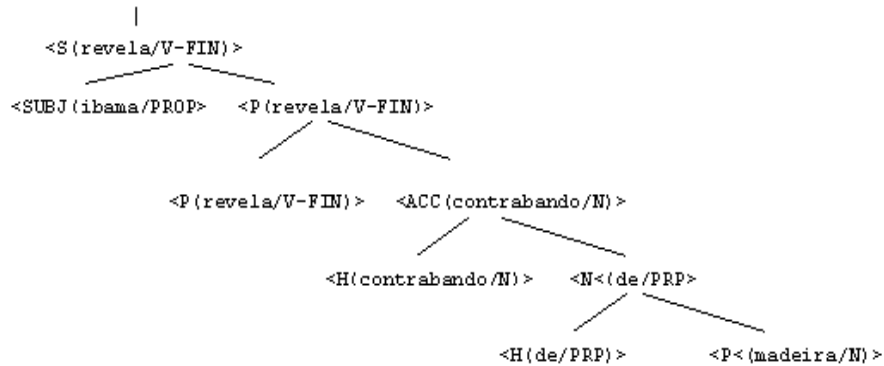 <S(revela/V-FIN)>
<SUBJ(ibama/PROP> <P(revela/V-FIN)>
<P(revela/V-FIN)> <ACC(contrabando/N)>
<H(contrabando/N)> <N<(de/PRP>
<H(de/PRP)> <P<(madeira/N)>